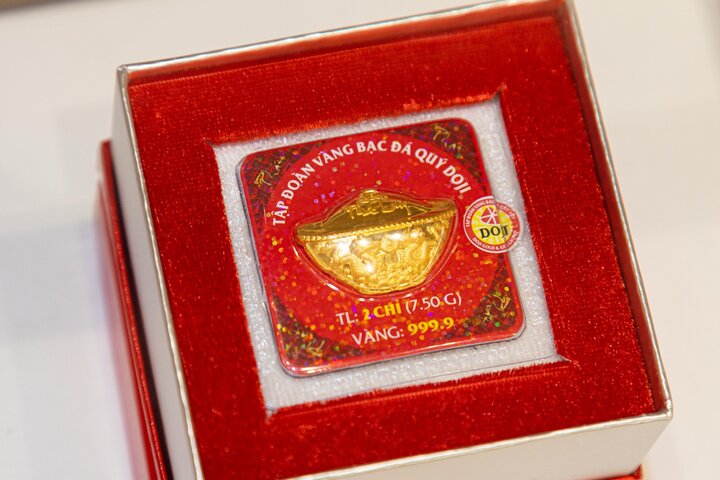 TẬP ĐOÀN VÀNG BẠC ĐÁ QUÝ DOJI
DOJI
TL: 2 CHỈ (7.50 G)
VÀNG: 999.9